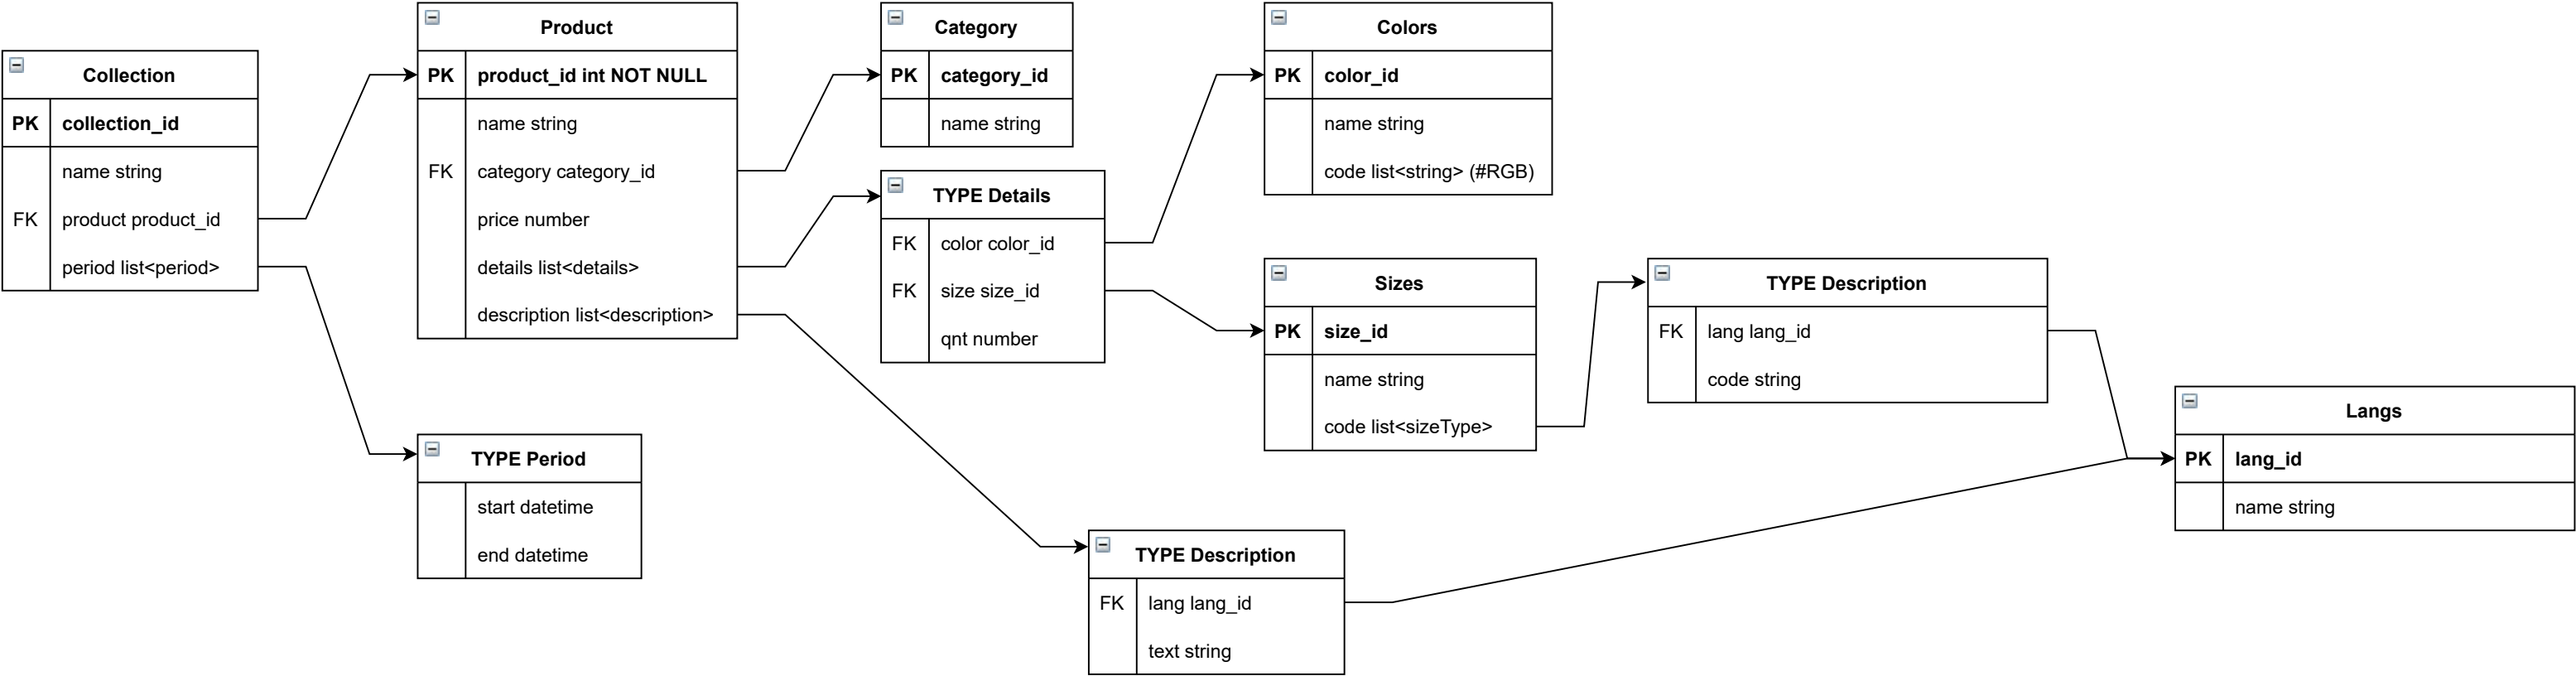 Collection
PK collection_id
name string
FK product product_id
period list<period>
Product
PK product_id int NOT NULL
name string
FK category category_id
price number
details list<details>
description list<description>
TYPE Period
start datetime
end datetime
Category
PK category_id
name string
TYPE Details
FK color color_id
FK size size_id
qnt number
Colors
PK color_id
name string
code list<string> (#RGB)
Sizes
PK size_id
name string
code list<sizeType>
TYPE Description
FK lang lang_id
text string
TYPE Description
FK lang lang_id
code string
Langs
PK lang_id
name string